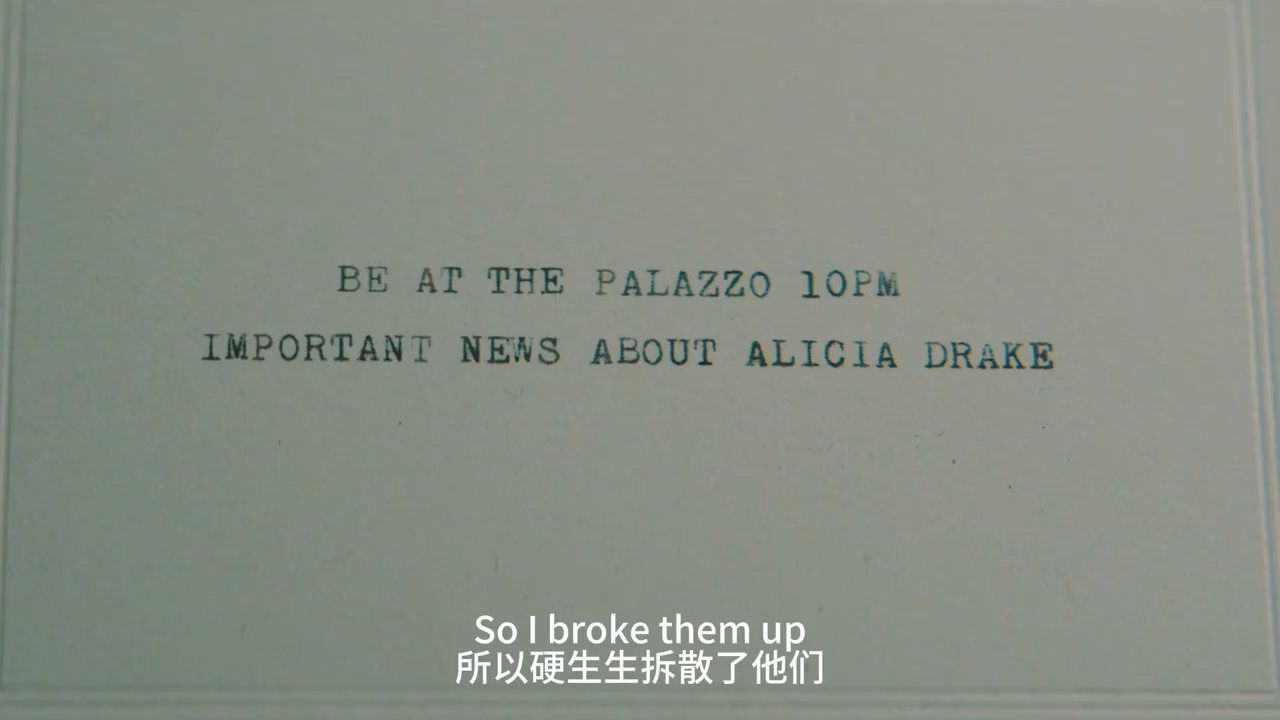 BE AT THE PALAZZO 10PM
IMPORTANT NEWS ABOUT ALICIA DRAKE
So I broke them up
所以硬生生拆散了他们